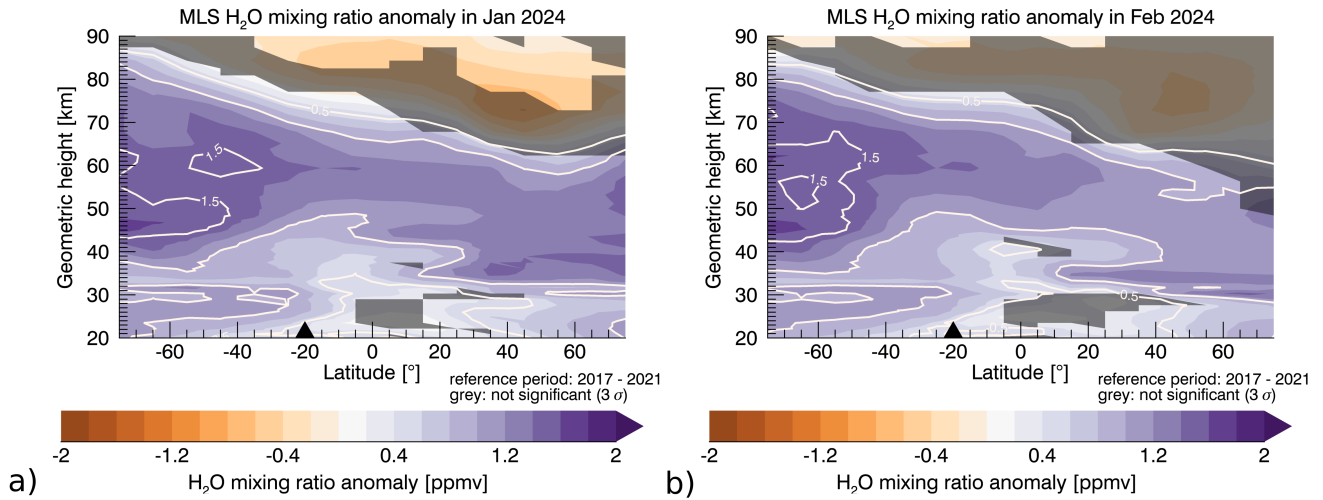 MLS H₂O mixing ratio anomaly in Jan 2024
90
80
70
60
50
40
30
20
Geometric height [km]
0.5
1.5
1.5
-60 -40 -20 0 20 40 60
Latitude [°]
reference period: 2017 - 2021
grey: not significant (3 σ)
-2 -1.2 -0.4 0.4 1.2 2
H₂O mixing ratio anomaly [ppmv]
a)
MLS H₂O mixing ratio anomaly in Feb 2024
90
80
70
60
50
40
30
20
Geometric height [km]
0.5
1.5
1.5
0.5
-60 -40 -20 0 20 40 60
Latitude [°]
reference period: 2017 - 2021
grey: not significant (3 σ)
-2 -1.2 -0.4 0.4 1.2 2
H₂O mixing ratio anomaly [ppmv]
b)